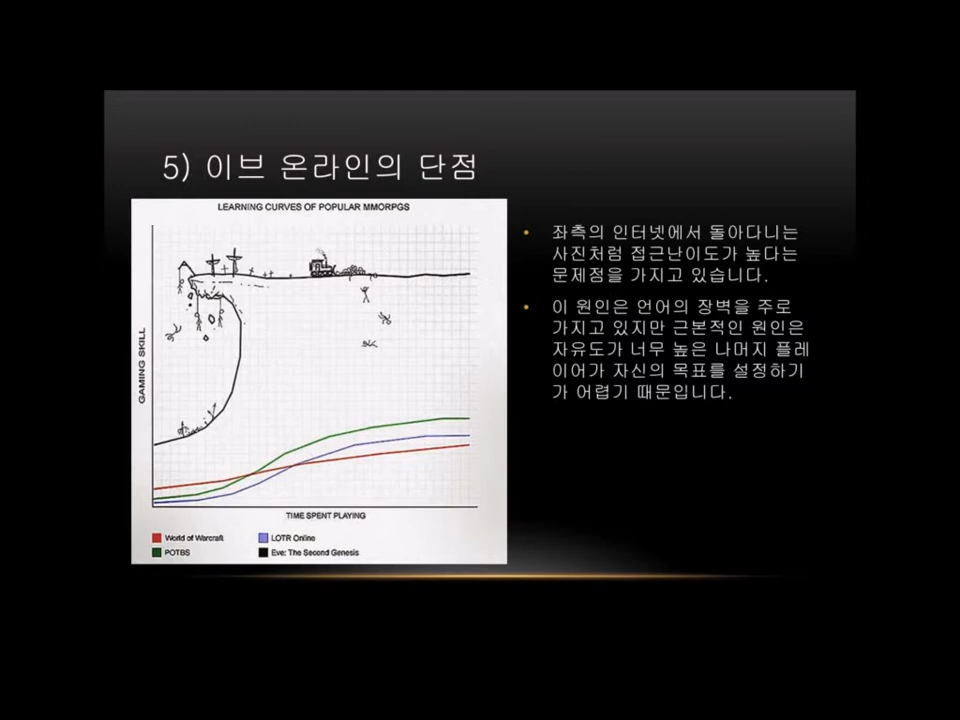 5) 이브 온라인의 단점
LEARNING CURVES OF POPULAR MMORPGS
GAMING SKILL
TIME SPENT PLAYING
World of Warcraft
LOTR Online
POTBS
Eve: The Second Genesis
• 좌측의 인터넷에서 돌아다니는
사진처럼 접근난이도가 높다는
문제점을 가지고 있습니다.
• 이 원인은 언어의 장벽을 주로
가지고 있지만 근본적인 원인은
자유도가 너무 높은 나머지 플레
이어가 자신의 목표를 설정하기
가 어렵기 때문입니다.